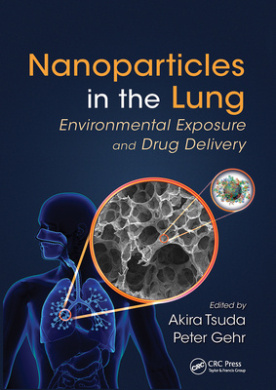 Nanoparticles
in the Lung
Environmental Exposure
and Drug Delivery
Edited by
Akira Tsuda
Peter Gehr
CRC Press
Taylor & Francis Group